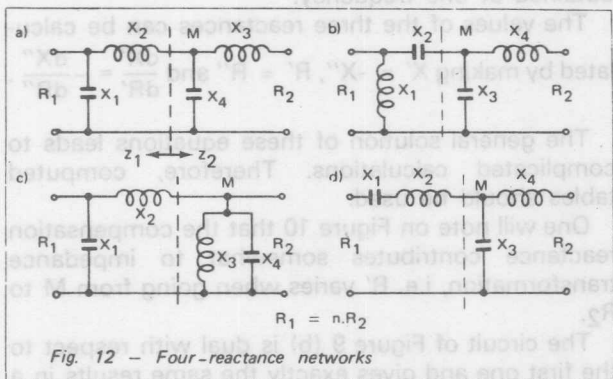 The values of the three reactances can be calcu-
lated by making X' = -X", R' = R" and dX'/dR' = dX"/dR"
a) X2 M X3
b) X2 M X4
R1 X1 X4 R2
R1 X1 X3 R2
z1 z2
The general solution of these equations leads to
complicated calculations. Therefore, computed
tables
c) M
d) X1 X2 M X4
X2
One will note on Figure 10 that the compensation
R1 X1 X3 X4 R2
R1 X3 R2
reactance contributes somewhat to impedance
transformation, i.e. R' varies when going from M to
R2.
R1 = n.R2
The circuit of Figure 9 (b) is dual with respect to
Fig. 12 – Four-reactance networks
the first one and gives exactly the same results in a